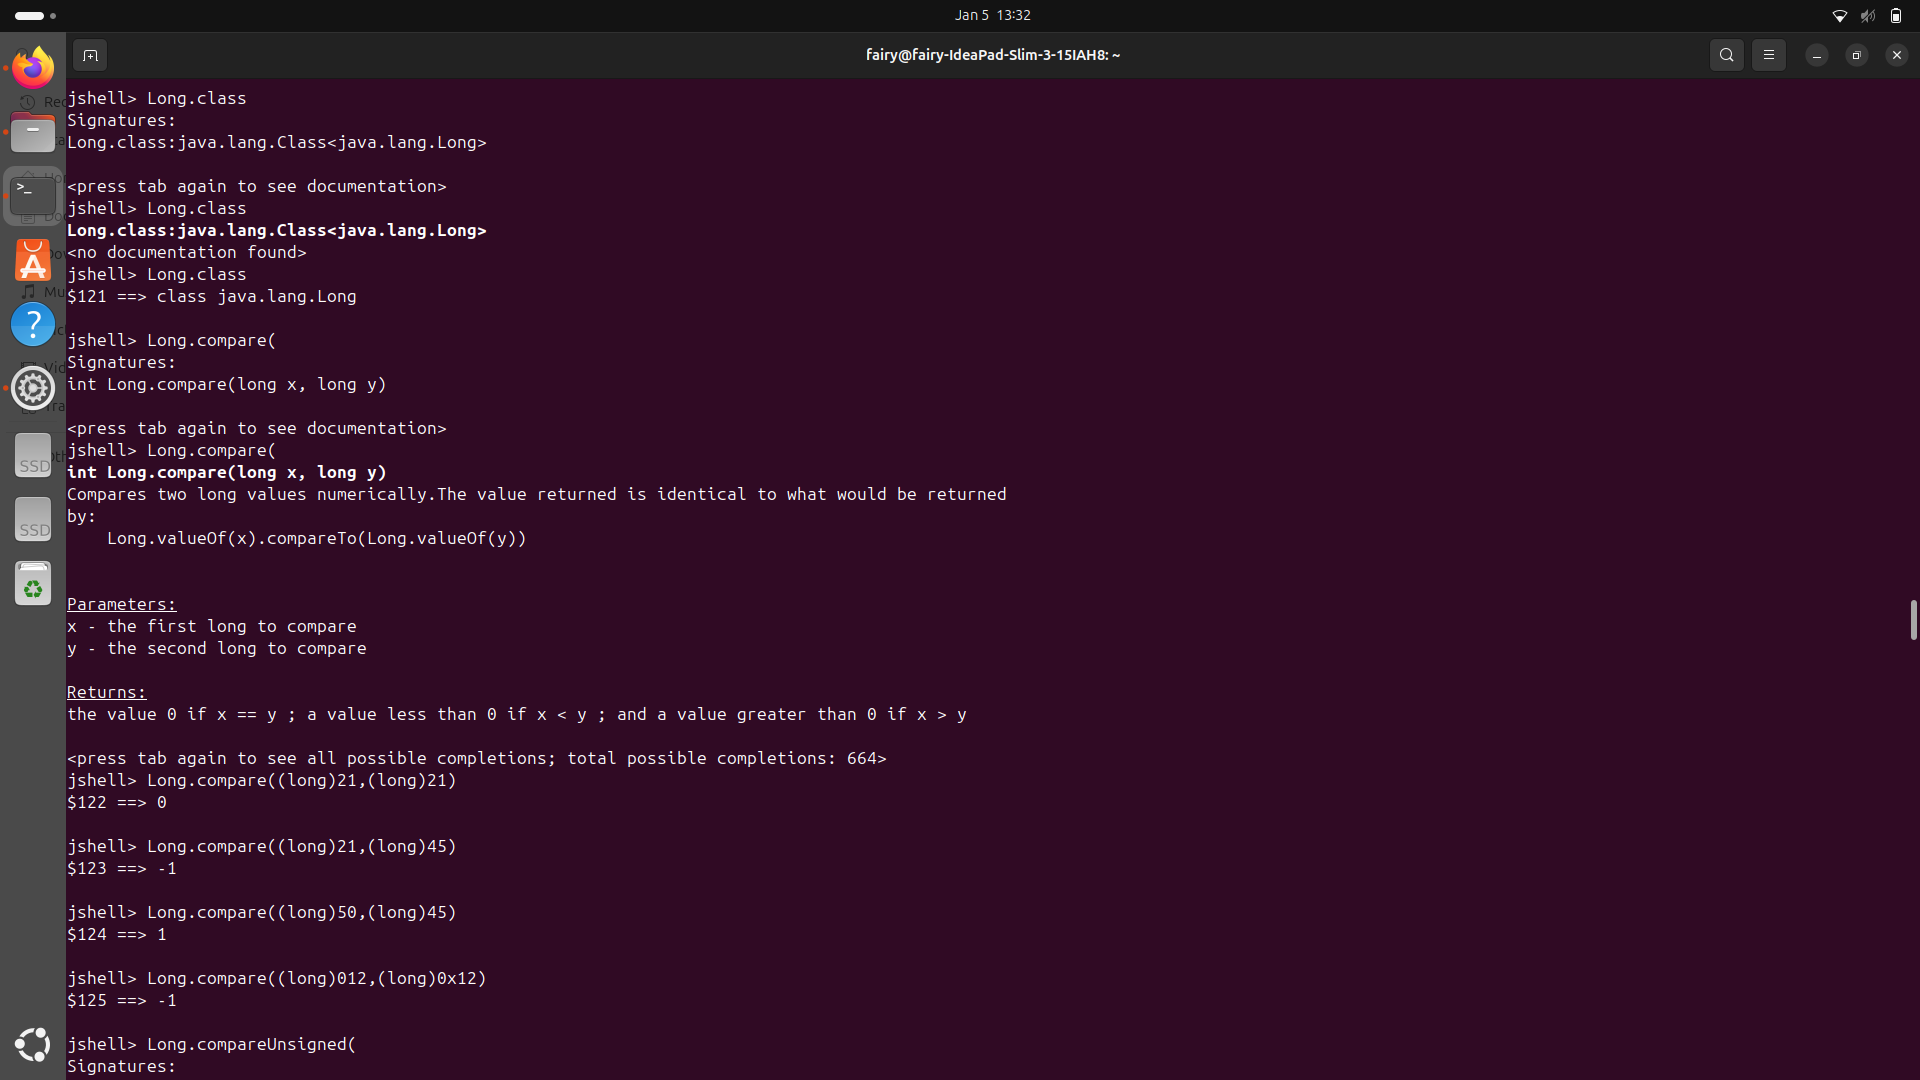 Jan 5 13:32
fairy@fairy-IdeaPad-Slim-3-15IAH8: ~
jshell> Long.class
Signatures:
Long.class:java.lang.Class<java.lang.Long>
<press tab again to see documentation>
jshell> Long.class
Long.class:java.lang.Class<java.lang.Long>
<no documentation found>
jshell> Long.class
$121 ==> class java.lang.Long
jshell> Long.compare(
Signatures:
int Long.compare(long x, long y)
<press tab again to see documentation>
jshell> Long.compare(
int Long.compare(long x, long y)
Compares two long values numerically.The value returned is identical to what would be returned
by:
    Long.valueOf(x).compareTo(Long.valueOf(y))
Parameters:
x - the first long to compare
y - the second long to compare
Returns:
the value 0 if x == y ; a value less than 0 if x < y ; and a value greater than 0 if x > y
<press tab again to see all possible completions; total possible completions: 664>
jshell> Long.compare((long)21,(long)21)
$122 ==> 0
jshell> Long.compare((long)21,(long)45)
$123 ==> -1
jshell> Long.compare((long)50,(long)45)
$124 ==> 1
jshell> Long.compare((long)012,(long)0x12)
$125 ==> -1
jshell> Long.compareUnsigned(
Signatures:
SSD
SSD